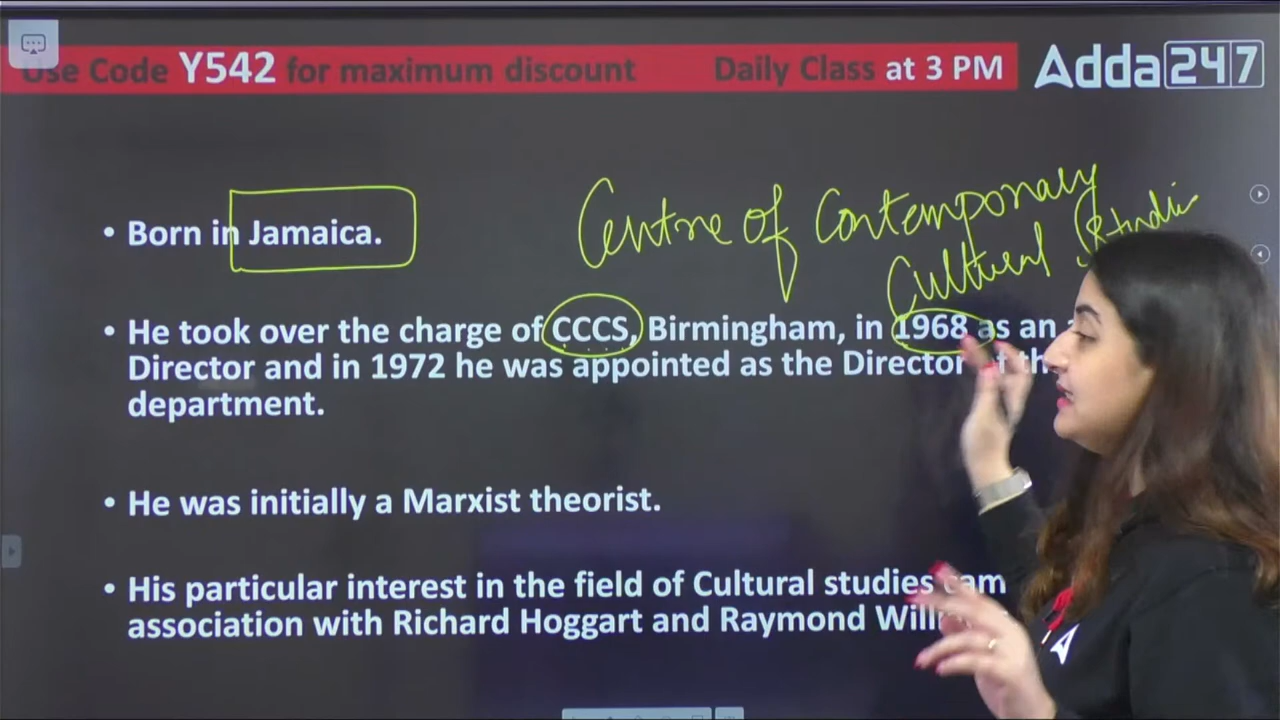 Use Code Y542 for maximum discount Daily Class at 3 PM Adda247
Centre of Contemporary
Cultural Studies
• Born in Jamaica.
• He took over the charge of CCCS, Birmingham, in 1968 as an
Director and in 1972 he was appointed as the Director
department.
• He was initially a Marxist theorist.
• His particular interest in the field of Cultural studies
association with Richard Hoggart and Raymond